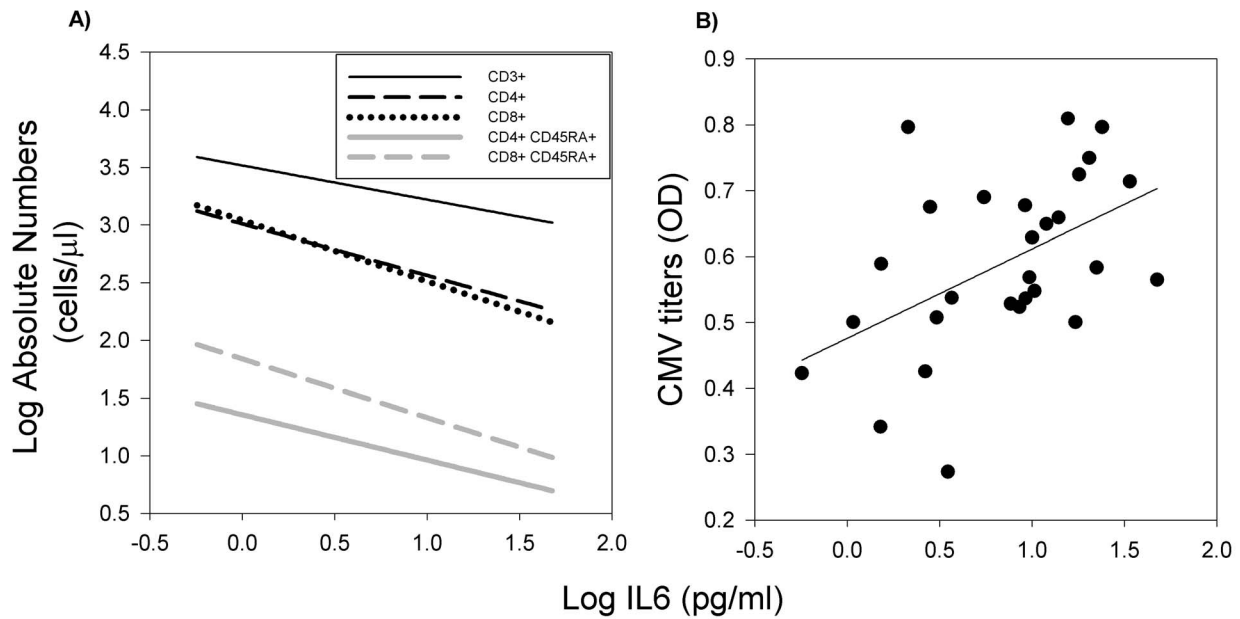 A)
Log Absolute Numbers
(cells/µl)
4.5
4.0
3.5
3.0
2.5
2.0
1.5
1.0
0.5
-0.5
0.0
0.5
1.0
1.5
2.0
CD3+
CD4+
CD8+
CD4+ CD45RA+
CD8+ CD45RA+
B)
CMV titers (OD)
0.9
0.8
0.7
0.6
0.5
0.4
0.3
0.2
-0.5
0.0
0.5
1.0
1.5
2.0
Log IL6 (pg/ml)